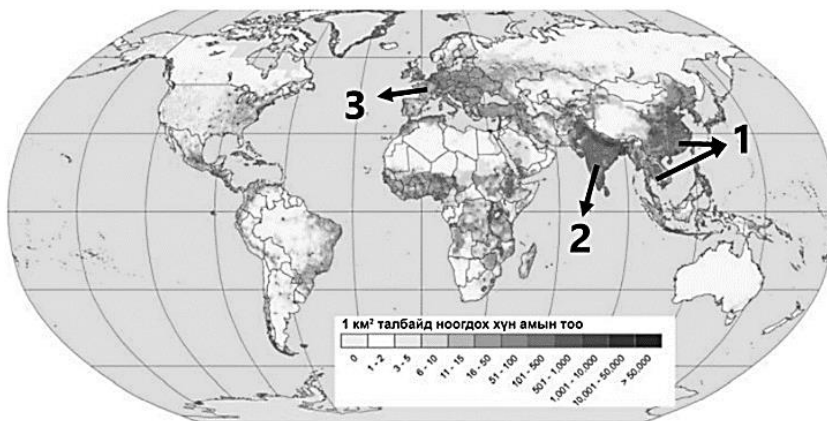 3
1
2
1 км² талбайд ноогдох хүн амын тоо
0
1 - 2
3 - 5
6 - 10
11 - 15
16 - 50
51 - 100
101 - 500
501 - 1,000
1,001 - 10,000
10,001 - 50,000
> 50,000